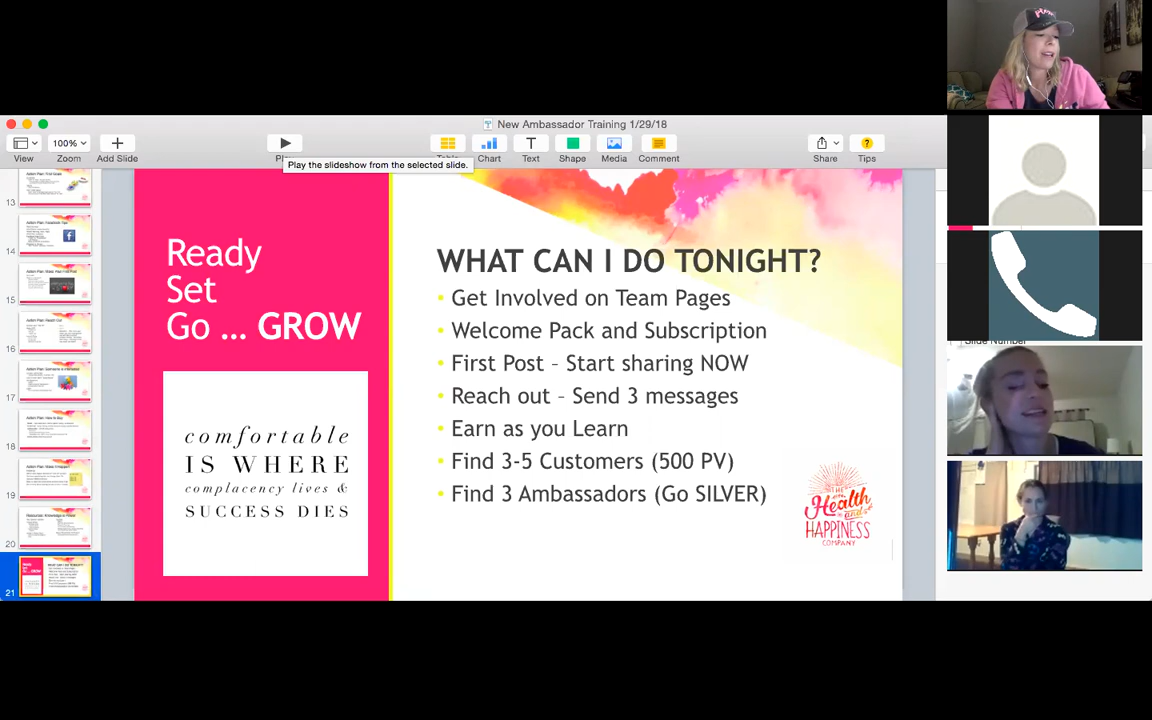 New Ambassador Training 1/29/18
100%
View
Zoom
Add Slide
Play
Table
Chart
Text
Shape
Media
Comment
Share
Tips
Play the slideshow from the selected slide.
Ready
Set
Go ... GROW
comfortable
IS WHERE
complacency lives &
SUCCESS DIES
WHAT CAN I DO TONIGHT?
• Get Involved on Team Pages
• Welcome Pack and Subscription
• First Post – Start sharing NOW
• Reach out – Send 3 messages
• Earn as you Learn
• Find 3-5 Customers (500 PV)
• Find 3 Ambassadors (Go SILVER)
THE
Health
and
HAPPINESS
COMPANY
Slide Number
13
14
15
16
17
18
19
20
21